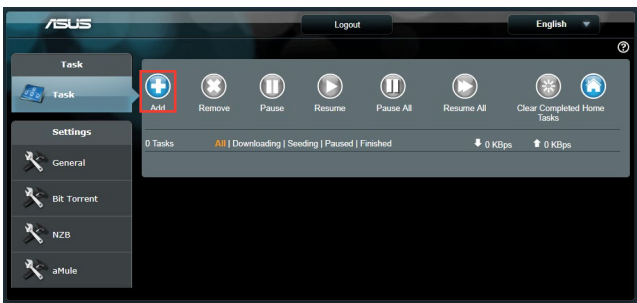 ASUS
Logout
English
?
Task
Task
Settings
General
Bit Torrent
NZB
aMule
Add
Remove
Pause
Resume
Pause All
Resume All
Clear Completed
Tasks
Home
0 Tasks
All | Downloading | Seeding | Paused | Finished
0 KBps
0 KBps